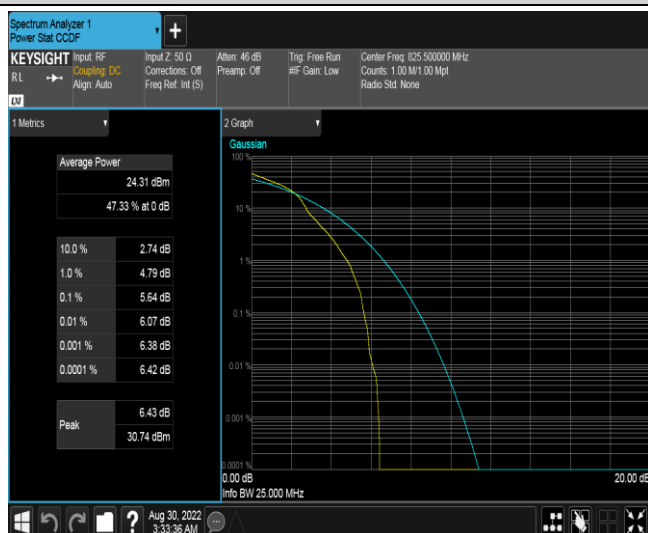 Spectrum Analyzer 1
Power Stat CCDF
+
KEYSIGHT
R L
LXI
Input: RF
Coupling: DC
Align: Auto
Input Z: 50 Ω
Corrections: Off
Freq Ref: Int (S)
Atten: 46 dB
Preamp: Off
Trig: Free Run
#IF Gain: Low
Center Freq: 825.500000 MHz
Counts: 1.00 M/1.00 Mpt
Radio Std: None
1 Metrics
Average Power
24.31 dBm
47.33 % at 0 dB
10.0 % 2.74 dB
1.0 % 4.79 dB
0.1 % 5.64 dB
0.01 % 6.07 dB
0.001 % 6.38 dB
0.0001 % 6.42 dB
Peak
6.43 dB
30.74 dBm
2 Graph
Gaussian
100 %
10 %
1 %
0.1 %
0.01 %
0.001 %
0.0001 %
0.00 dB 20.00 dB
Info BW 25.000 MHz
?
Aug 30, 2022
3:33:36 AM